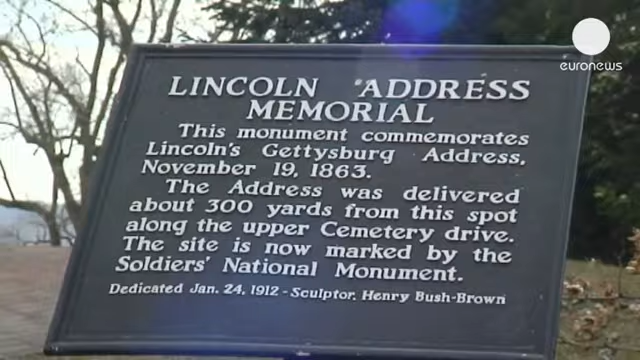 euronews
LINCOLN ADDRESS
MEMORIAL
This monument commemorates
Lincoln's Gettysburg Address,
November 19, 1863.
The Address was delivered
about 300 yards from this spot
along the upper Cemetery drive.
The site is now marked by the
Soldiers' National Monument.
Dedicated Jan. 24, 1912 - Sculptor, Henry Bush-Brown